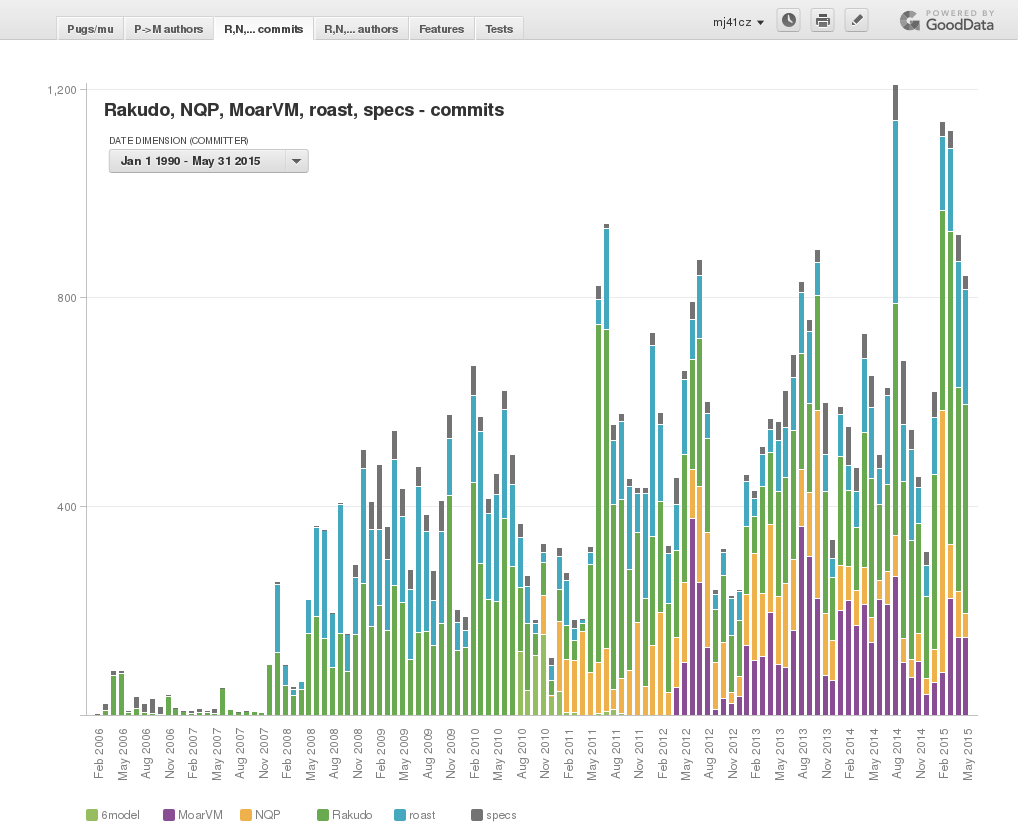 Pugs/mu P->M authors R,N,... commits R,N,... authors Features Tests mj41cz POWERED BY
GoodData
1,200
Rakudo, NQP, MoarVM, roast, specs - commits
DATE DIMENSION (COMMITTER)
Jan 1 1990 - May 31 2015
800
400
Feb 2006 May 2006 Aug 2006 Nov 2006 Feb 2007 May 2007 Aug 2007 Nov 2007 Feb 2008 May 2008 Aug 2008 Nov 2008 Feb 2009 May 2009 Aug 2009 Nov 2009 Feb 2010 May 2010 Aug 2010 Nov 2010 Feb 2011 May 2011 Aug 2011 Nov 2011 Feb 2012 May 2012 Aug 2012 Nov 2012 Feb 2013 May 2013 Aug 2013 Nov 2013 Feb 2014 May 2014 Aug 2014 Nov 2014 Feb 2015 May 2015
6model MoarVM NQP Rakudo roast specs